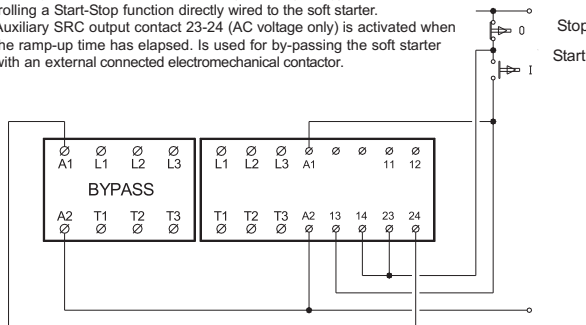 rolling a Start-Stop function directly wired to the soft starter.
Auxiliary SRC output contact 23-24 (AC voltage only) is activated when
he ramp-up time has elapsed. Is used for by-passing the soft starter
with an external connected electromechanical contactor.
O Stop
I Start
A1 L1 L2 L3
BYPASS
A2 T1 T2 T3
L1 L2 L3 A1 11 12
T1 T2 T3 A2 13 14 23 24